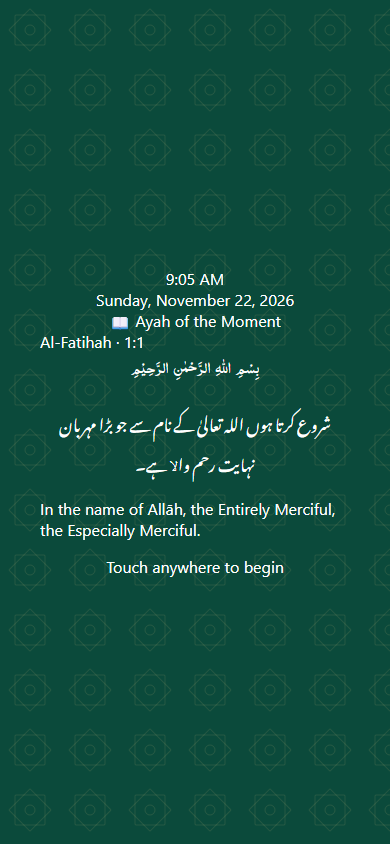 9:05 AM
Sunday, November 22, 2026
📖 Ayah of the Moment
Al-Fatihah · 1:1
بِسْمِ اللّٰهِ الرَّحْمٰنِ الرَّحِيْمِ
شروع کرتا ہوں اللہ تعالیٰ کے نام سے جو بڑا مہربان
نہایت رحم والا ہے۔
In the name of Allāh, the Entirely Merciful,
the Especially Merciful.
Touch anywhere to begin